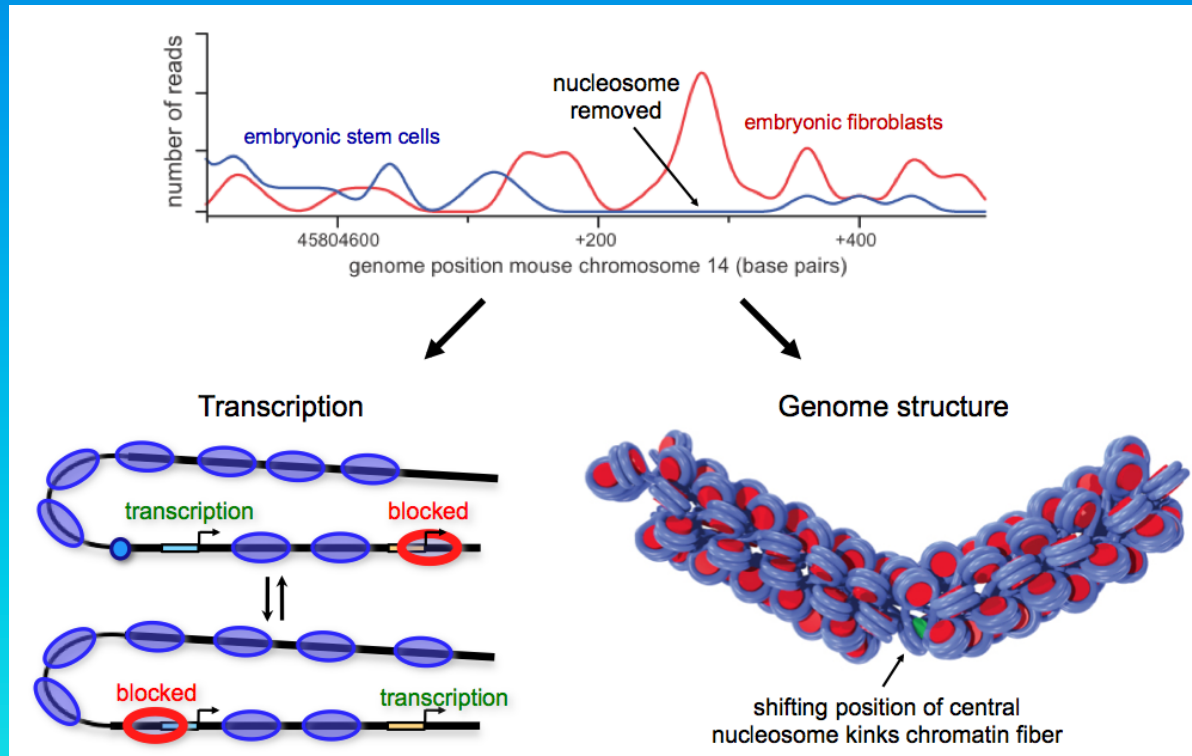 number of reads
embryonic stem cells
nucleosome
removed
embryonic fibroblasts
45804600
+200
+400
genome position mouse chromosome 14 (base pairs)
Transcription
transcription
blocked
blocked
transcription
Genome structure
shifting position of central
nucleosome kinks chromatin fiber